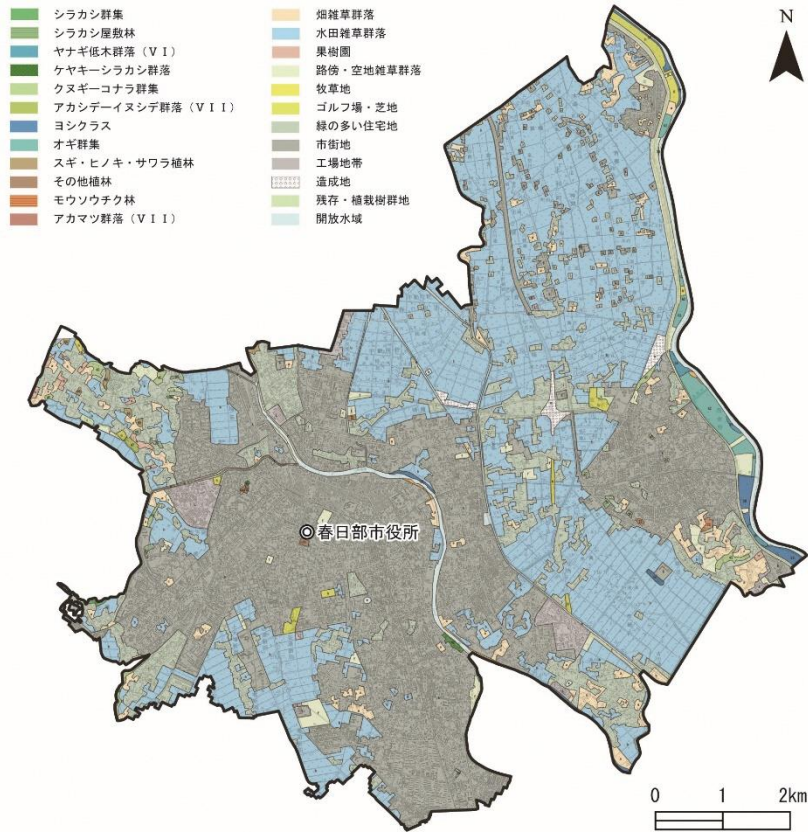 シラカシ群集
シラカシ屋敷林
ヤナギ低木群落（ＶＩ）
ケヤキーシラカシ群落
クヌギーコナラ群集
アカシデーイヌシデ群落（ＶＩＩ）
ヨシクラス
オギ群集
スギ・ヒノキ・サワラ植林
その他植林
モウソウチク林
アカマツ群落（ＶＩＩ）
畑雑草群落
水田雑草群落
果樹園
路傍・空地雑草群落
牧草地
ゴルフ場・芝地
緑の多い住宅地
市街地
工場地帯
造成地
残存・植栽樹群地
開放水域
N
春日部市役所
0 1 2km